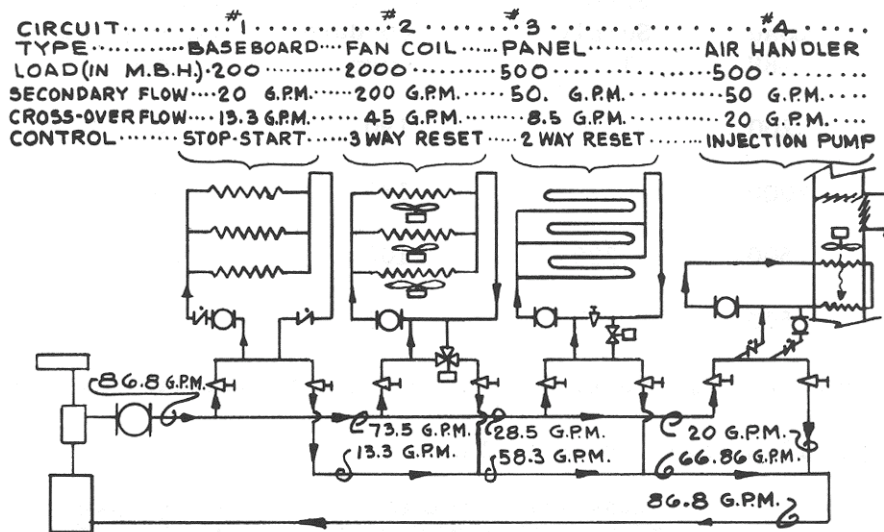 CIRCUIT #1 #2 #3 #4
TYPE BASEBOARD FAN COIL PANEL AIR HANDLER
LOAD (IN M.B.H.) 200 2000 500 500
SECONDARY FLOW 20 G.P.M. 200 G.P.M. 50. G.P.M. 50 G.P.M.
CROSS-OVER FLOW 13.3 G.P.M. 45 G.P.M. 8.5 G.P.M. 20 G.P.M.
CONTROL STOP-START 3 WAY RESET 2 WAY RESET INJECTION PUMP
86.8 G.P.M.
73.5 G.P.M. 28.5 G.P.M. 20 G.P.M.
13.3 G.P.M. 58.3 G.P.M. 66.86 G.P.M.
86.8 G.P.M.